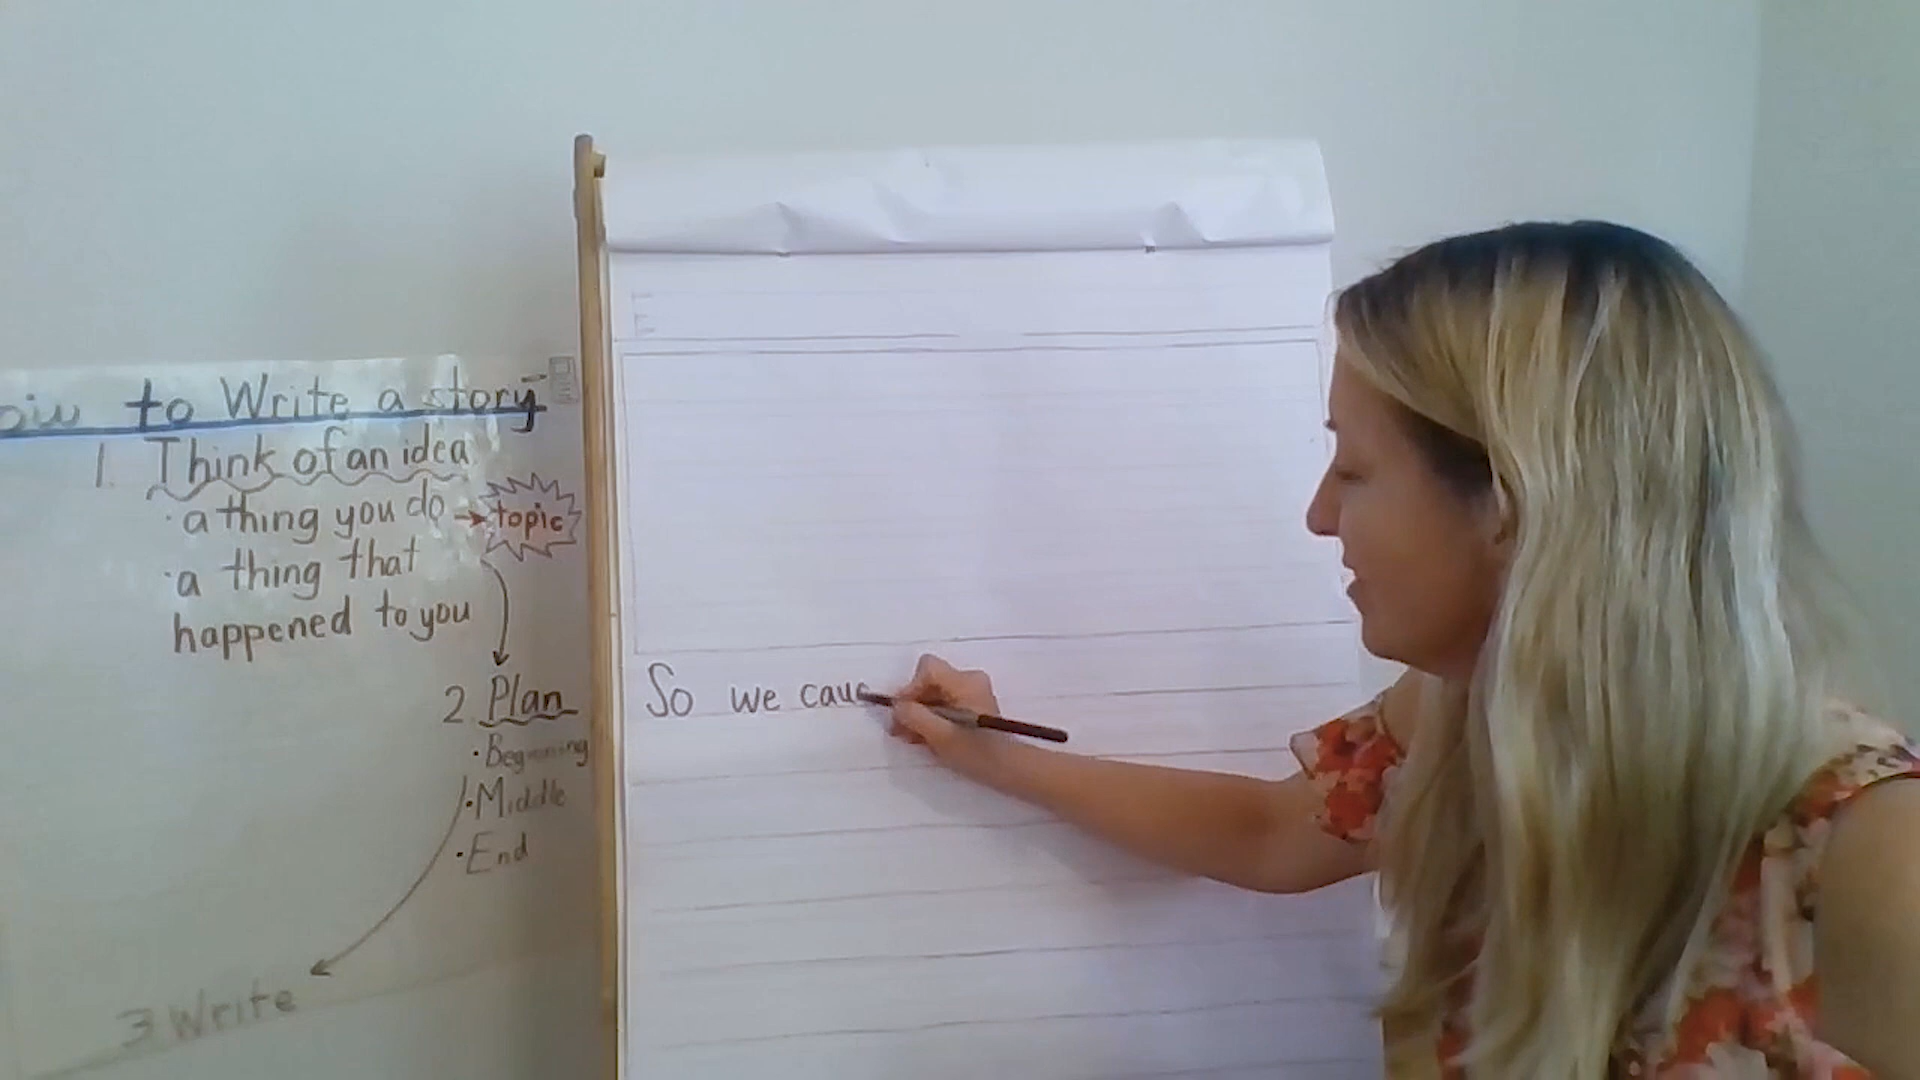 ow to Write a story
1. Think of an idea
· a thing you do → topic
· a thing that
happened to you
2 Plan
· Beginning
· Middle
· End
3 Write
So we caug